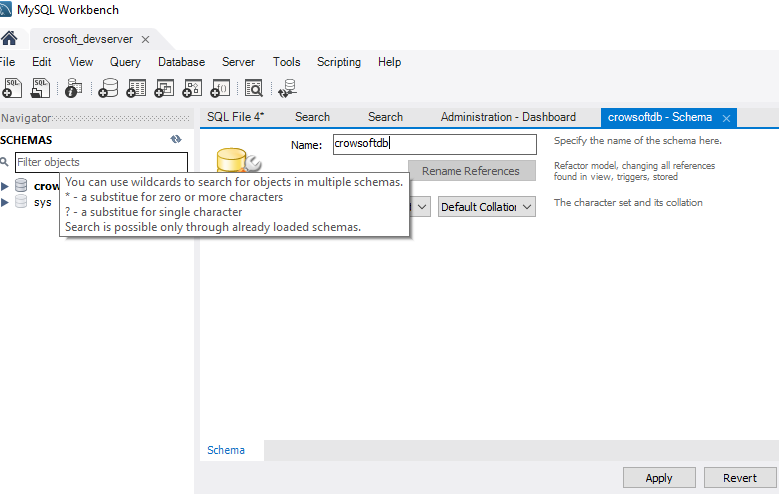 MySQL Workbench
crosoft_devserver
File Edit View Query Database Server Tools Scripting Help
Navigator
SQL File 4* Search Search Administration - Dashboard crowsoftdb - Schema
SCHEMAS
Name: crowsoftdb Specify the name of the schema here.
Filter objects
Rename References Refactor model, changing all references
found in view, triggers, stored
crow
sys
You can use wildcards to search for objects in multiple schemas.
* - a substitue for zero or more characters
? - a substitue for single character
Search is possible only through already loaded schemas.
Default Collation The character set and its collation
Schema
Apply Revert